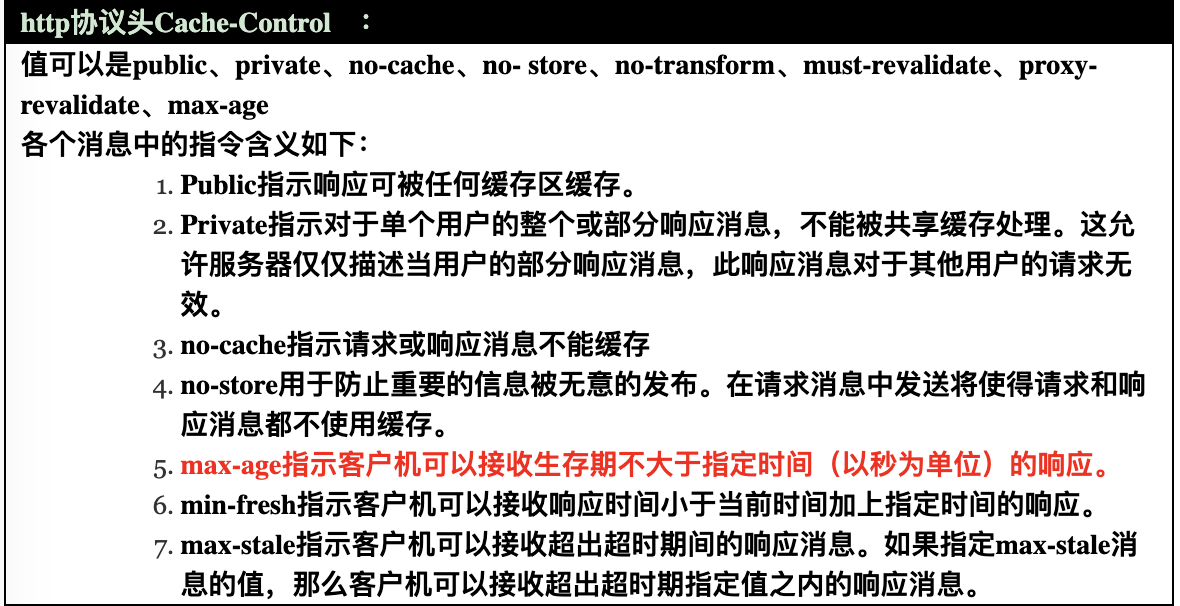 http协议头Cache-Control ：
值可以是public、private、no-cache、no- store、no-transform、must-revalidate、proxy-
revalidate、max-age
各个消息中的指令含义如下：
1. Public指示响应可被任何缓存区缓存。
2. Private指示对于单个用户的整个或部分响应消息，不能被共享缓存处理。这允
许服务器仅仅描述当用户的部分响应消息，此响应消息对于其他用户的请求无
效。
3. no-cache指示请求或响应消息不能缓存
4. no-store用于防止重要的信息被无意的发布。在请求消息中发送将使得请求和响
应消息都不使用缓存。
5. max-age指示客户机可以接收生存期不大于指定时间（以秒为单位）的响应。
6. min-fresh指示客户机可以接收响应时间小于当前时间加上指定时间的响应。
7. max-stale指示客户机可以接收超出超时期间的响应消息。如果指定max-stale消
息的值，那么客户机可以接收超出超时期指定值之内的响应消息。